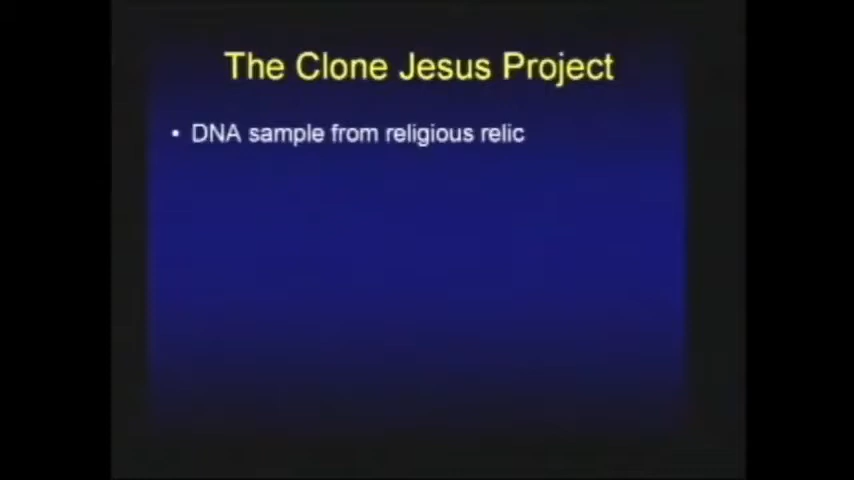 The Clone Jesus Project
• DNA sample from religious relic